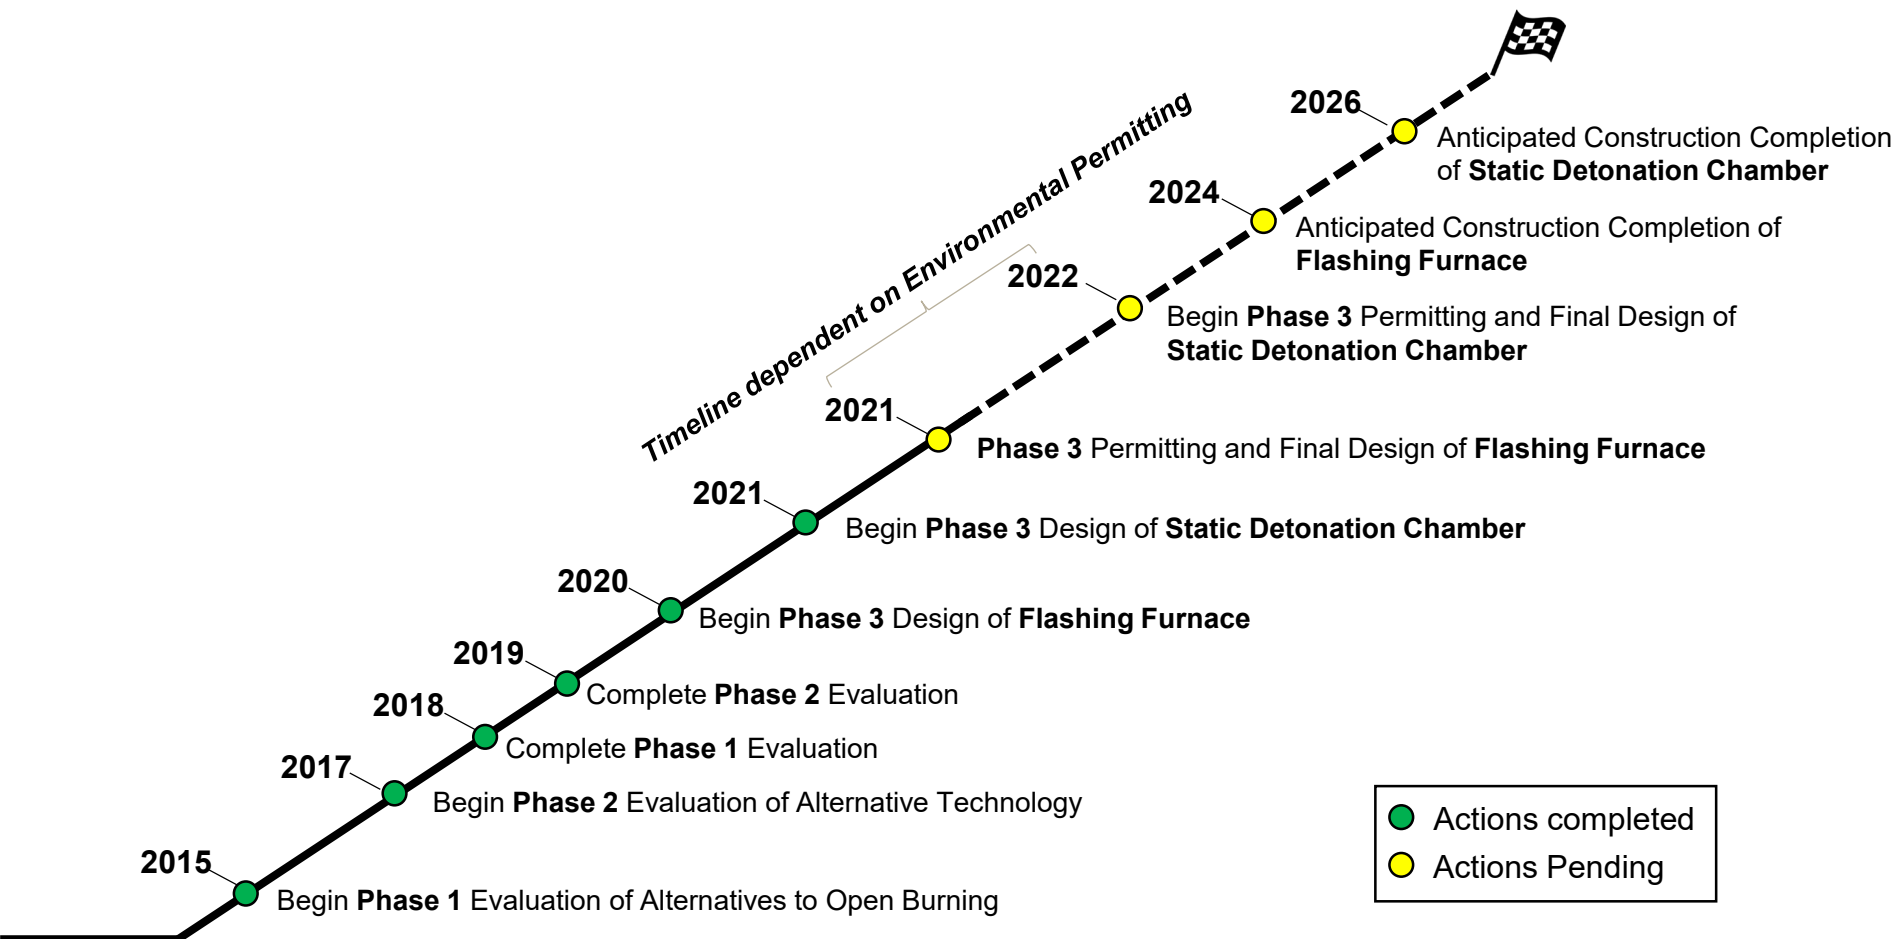 2026
Anticipated Construction Completion
of Static Detonation Chamber
2024
Anticipated Construction Completion of
Flashing Furnace
Timeline dependent on Environmental Permitting
2022
Begin Phase 3 Permitting and Final Design of
Static Detonation Chamber
2021
Phase 3 Permitting and Final Design of Flashing Furnace
2021
Begin Phase 3 Design of Static Detonation Chamber
2020
Begin Phase 3 Design of Flashing Furnace
2019
Complete Phase 2 Evaluation
2018
Complete Phase 1 Evaluation
2017
Begin Phase 2 Evaluation of Alternative Technology
2015
Begin Phase 1 Evaluation of Alternatives to Open Burning
Actions completed
Actions Pending